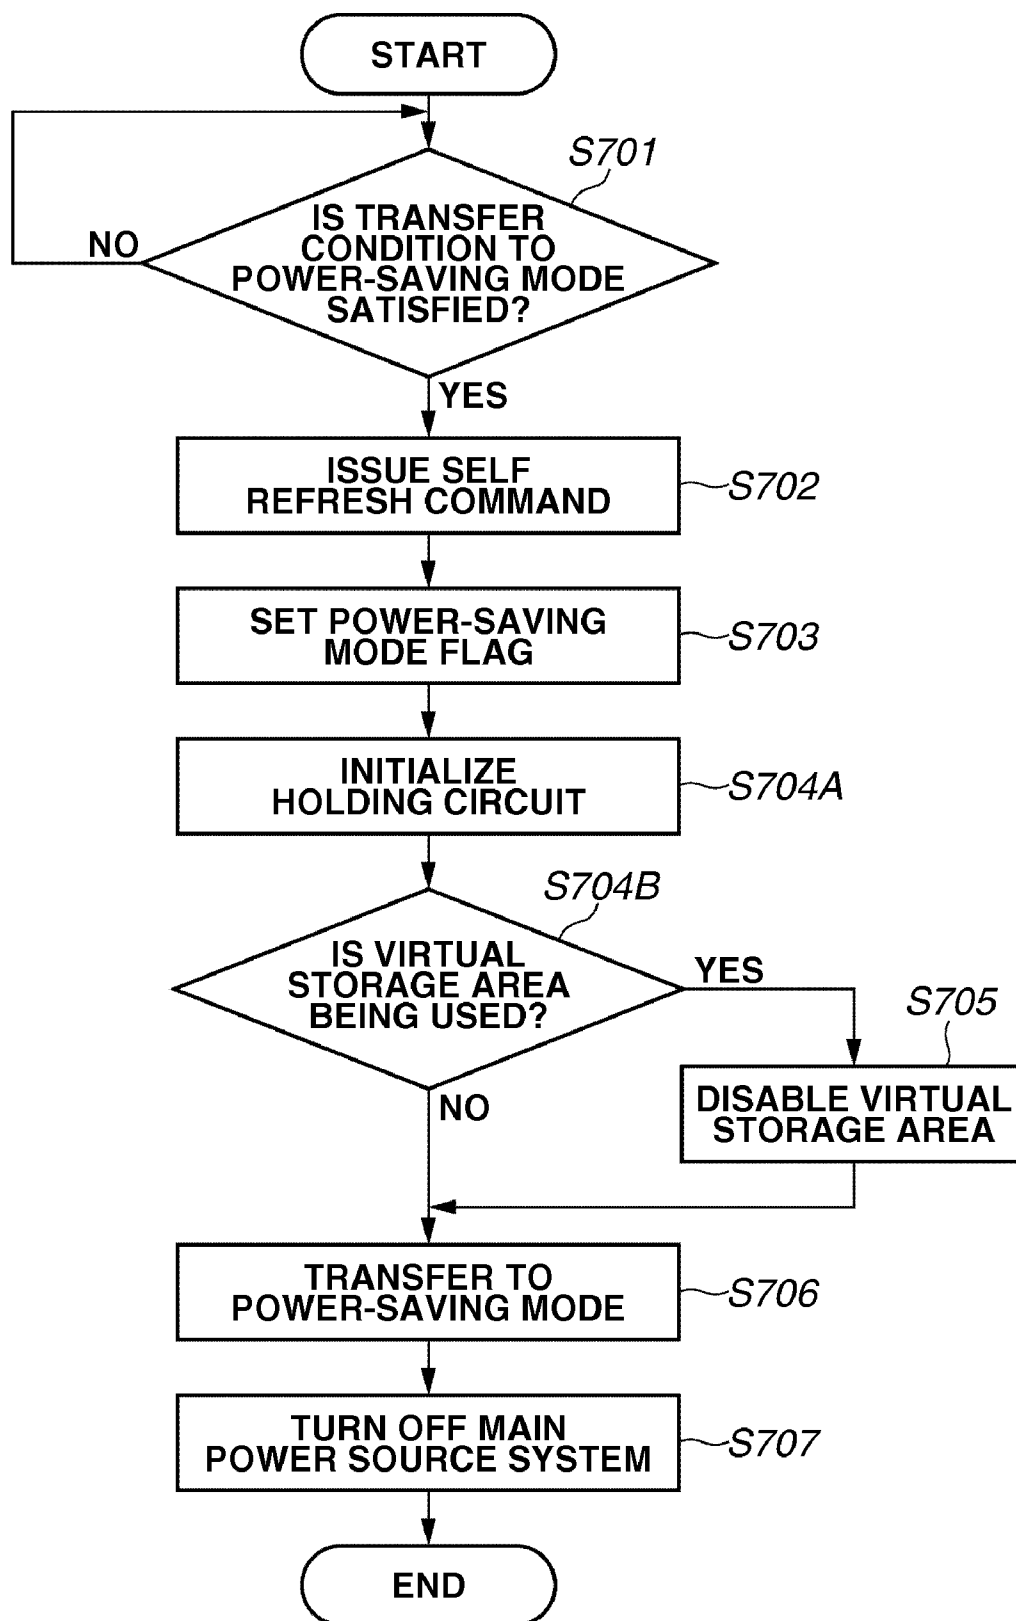 START
S701
IS TRANSFER
CONDITION TO
POWER-SAVING MODE
SATISFIED?
NO
YES
ISSUE SELF
REFRESH COMMAND
S702
SET POWER-SAVING
MODE FLAG
S703
INITIALIZE
HOLDING CIRCUIT
S704A
S704B
IS VIRTUAL
STORAGE AREA
BEING USED?
YES
S705
DISABLE VIRTUAL
STORAGE AREA
NO
TRANSFER TO
POWER-SAVING MODE
S706
TURN OFF MAIN
POWER SOURCE SYSTEM
S707
END